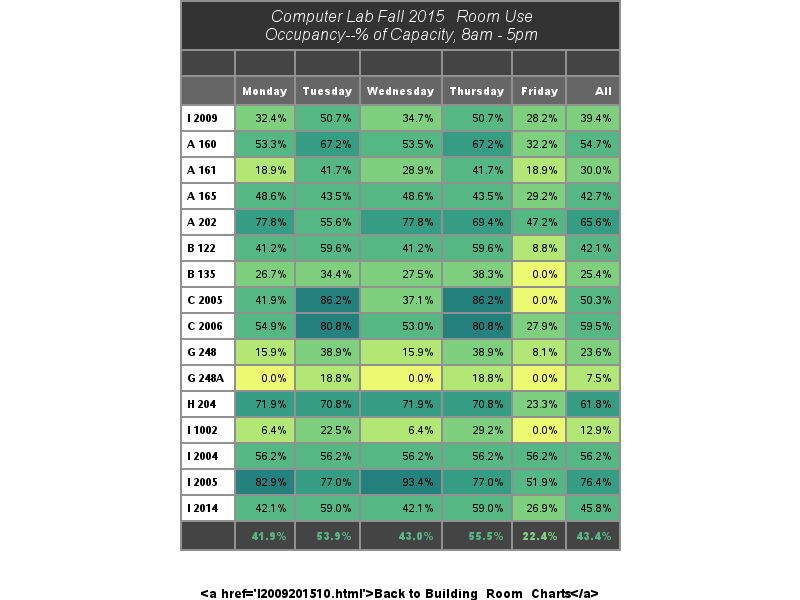 Computer Lab Fall 2015 Room Use
Occupancy--% of Capacity, 8am - 5pm
Monday Tuesday Wednesday Thursday Friday All
I 2009 32.4% 50.7% 34.7% 50.7% 28.2% 39.4%
A 160 53.3% 67.2% 53.5% 67.2% 32.2% 54.7%
A 161 18.9% 41.7% 28.9% 41.7% 18.9% 30.0%
A 165 48.6% 43.5% 48.6% 43.5% 29.2% 42.7%
A 202 77.8% 55.6% 77.8% 69.4% 47.2% 65.6%
B 122 41.2% 59.6% 41.2% 59.6% 8.8% 42.1%
B 135 26.7% 34.4% 27.5% 38.3% 0.0% 25.4%
C 2005 41.9% 86.2% 37.1% 86.2% 0.0% 50.3%
C 2006 54.9% 80.8% 53.0% 80.8% 27.9% 59.5%
G 248 15.9% 38.9% 15.9% 38.9% 8.1% 23.6%
G 248A 0.0% 18.8% 0.0% 18.8% 0.0% 7.5%
H 204 71.9% 70.8% 71.9% 70.8% 23.3% 61.8%
I 1002 6.4% 22.5% 6.4% 29.2% 0.0% 12.9%
I 2004 56.2% 56.2% 56.2% 56.2% 56.2% 56.2%
I 2005 82.9% 77.0% 93.4% 77.0% 51.9% 76.4%
I 2014 42.1% 59.0% 42.1% 59.0% 26.9% 45.8%
41.9% 53.9% 43.0% 55.5% 22.4% 43.4%
<a href='I2009201510.html'>Back to Building Room Charts</a>